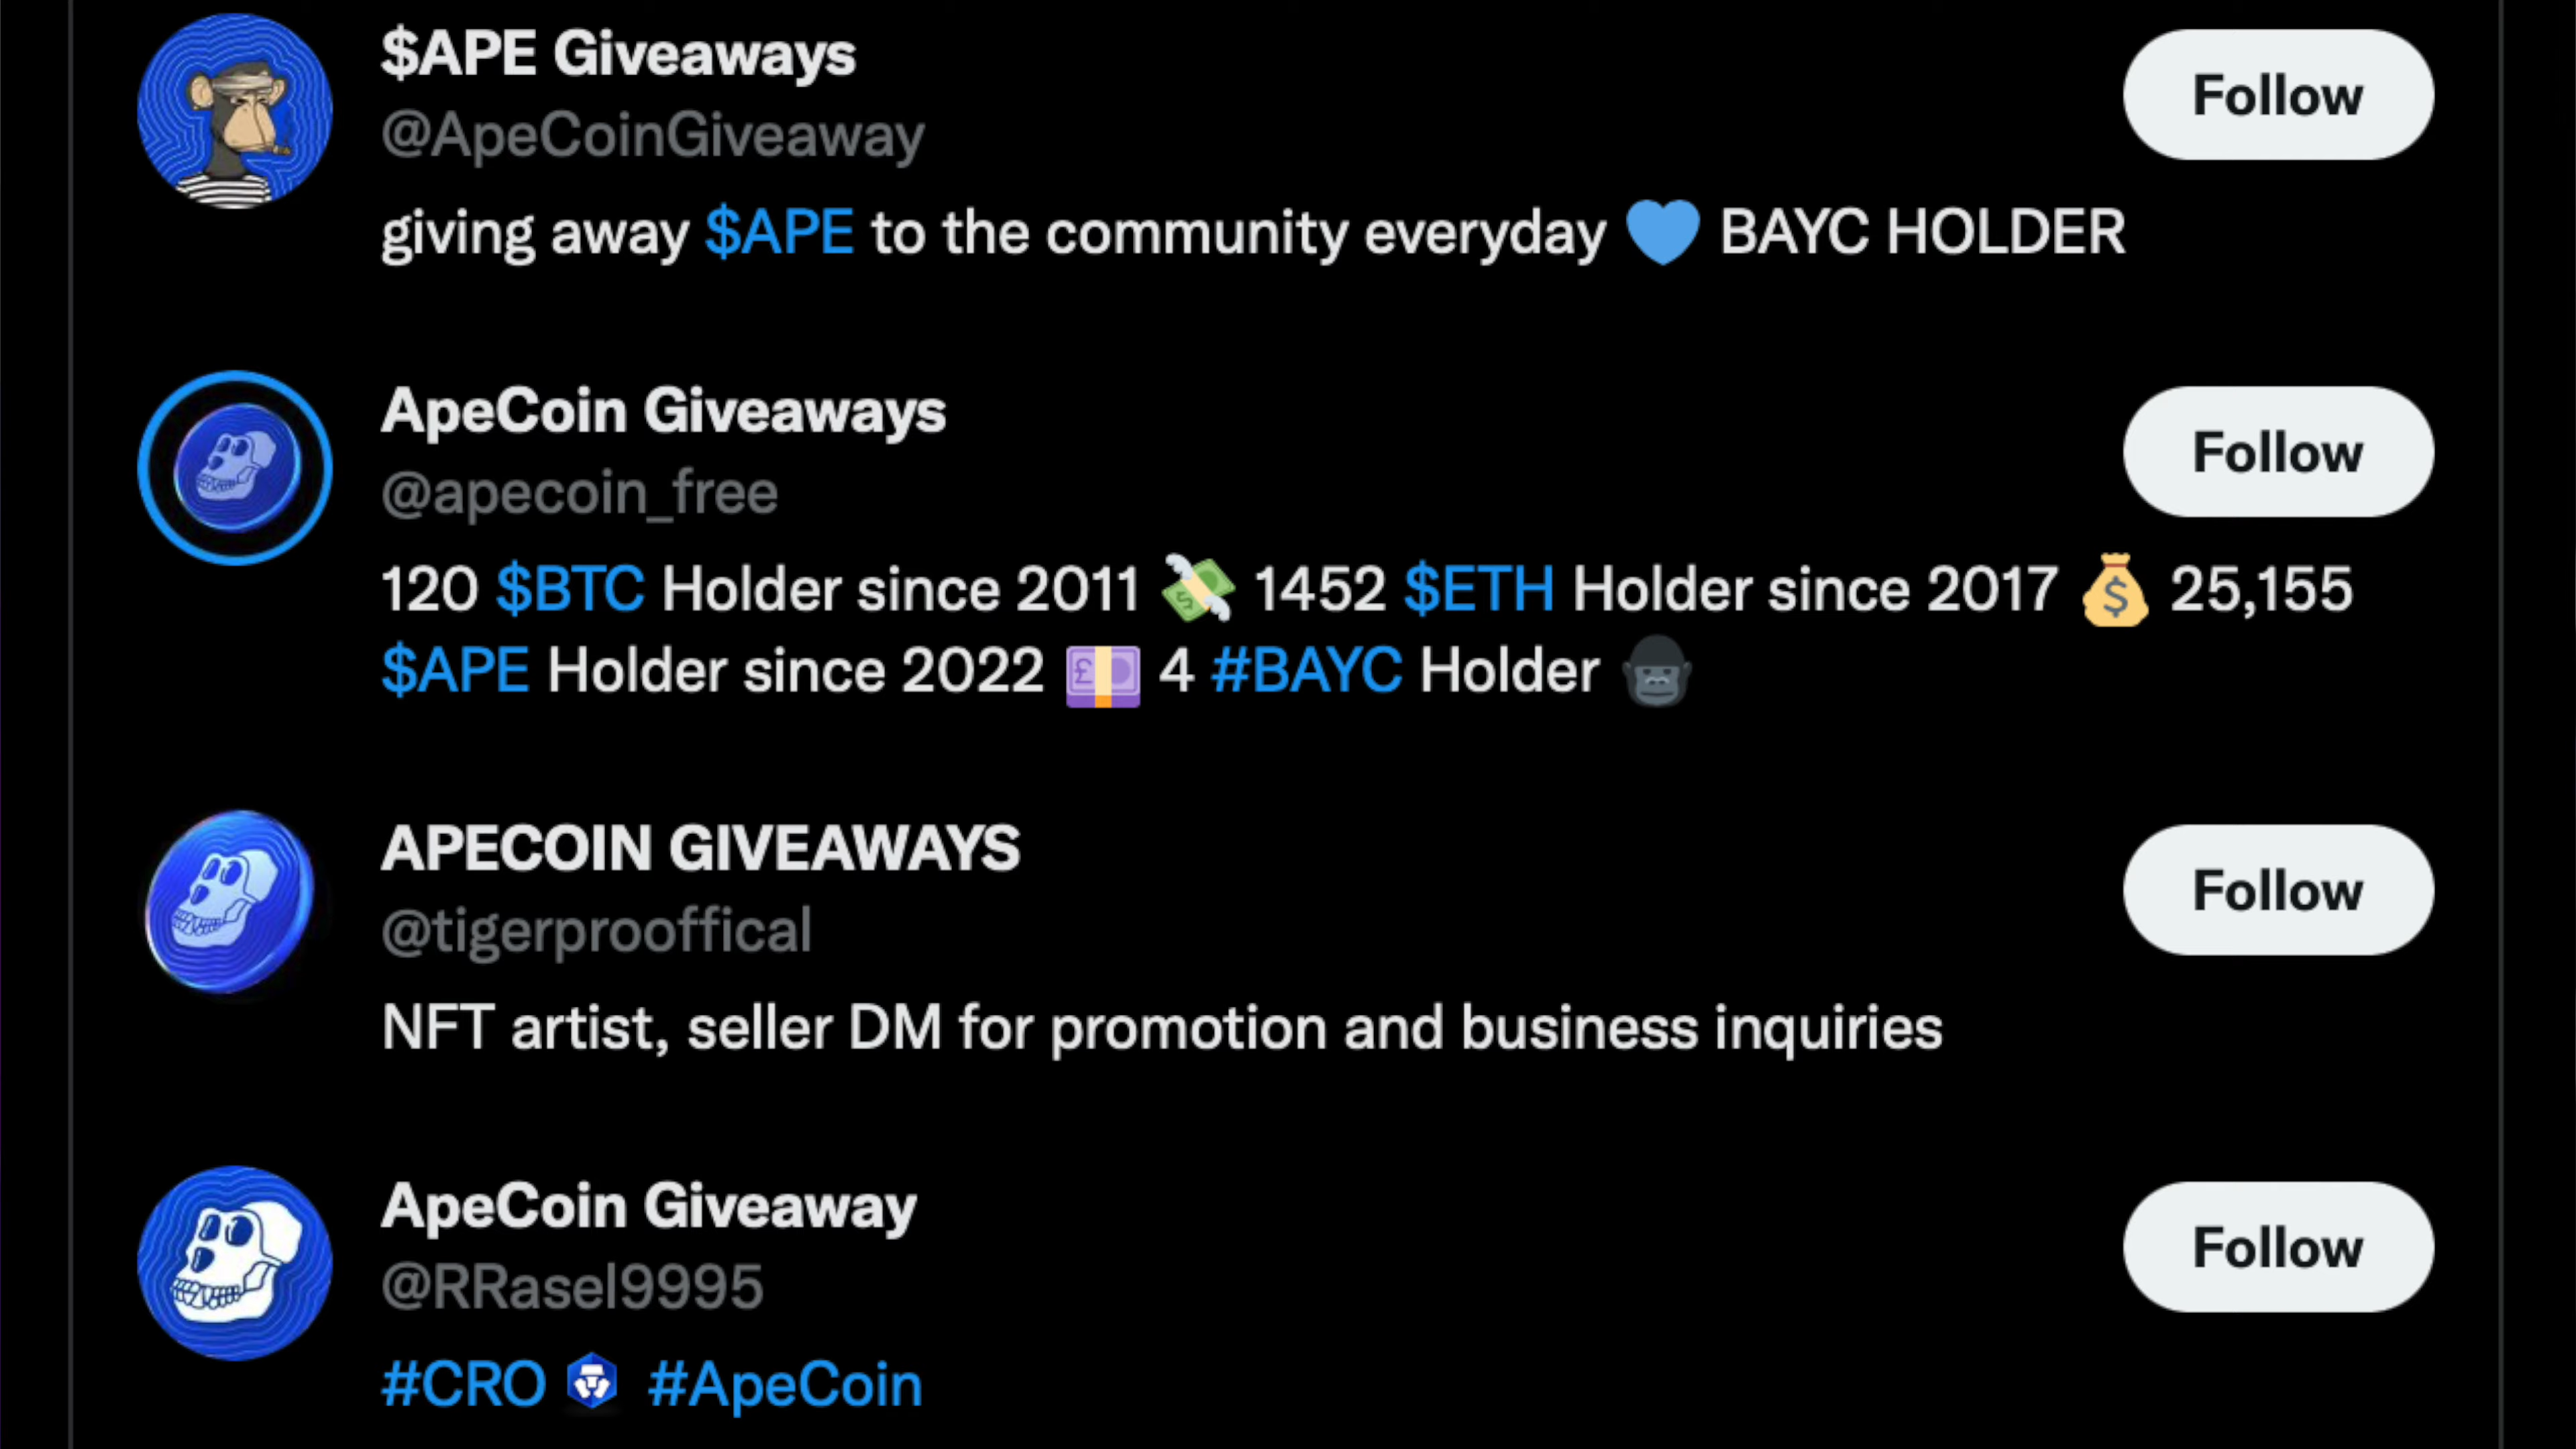 $APE Giveaways
Follow
@ApeCoinGiveaway
giving away $APE to the community everyday 💙 BAYC HOLDER
ApeCoin Giveaways
Follow
@apecoin_free
120 $BTC Holder since 2011 💸 1452 $ETH Holder since 2017 💰 25,155
$APE Holder since 2022 💷 4 #BAYC Holder 🦍
APECOIN GIVEAWAYS
Follow
@tigerprooffical
NFT artist, seller DM for promotion and business inquiries
ApeCoin Giveaway
Follow
@RRasel9995
#CRO #ApeCoin